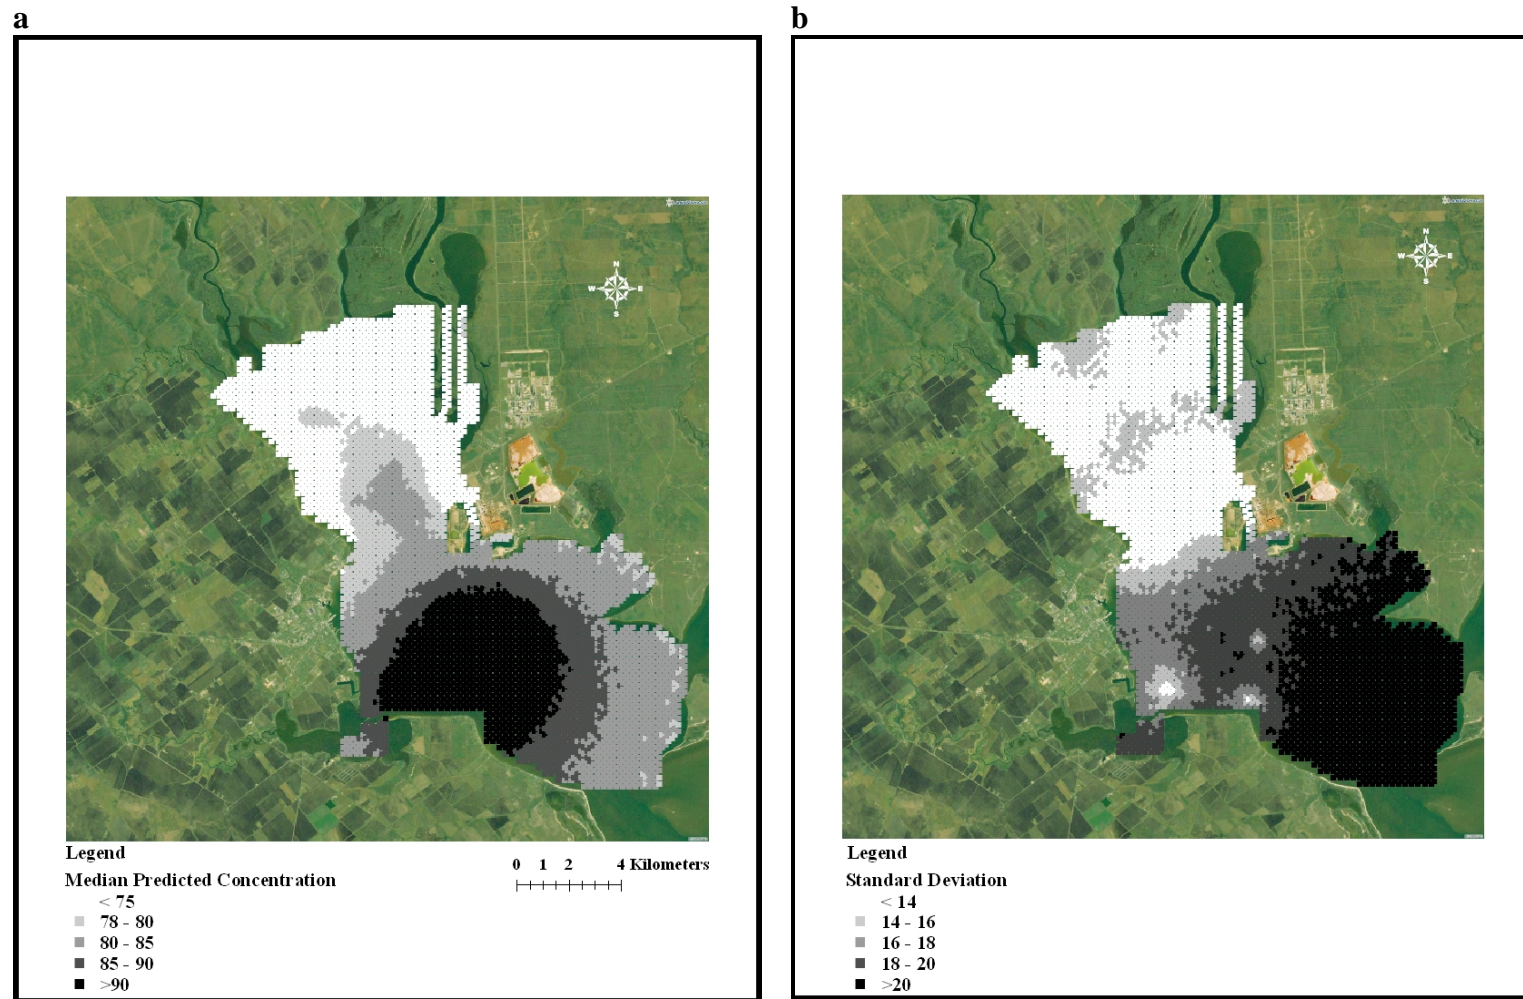 a
b
N
W E
S
N
W E
S
Legend
Median Predicted Concentration
< 75
78 - 80
80 - 85
85 - 90
>90
0 1 2 4 Kilometers
Legend
Standard Deviation
< 14
14 - 16
16 - 18
18 - 20
>20